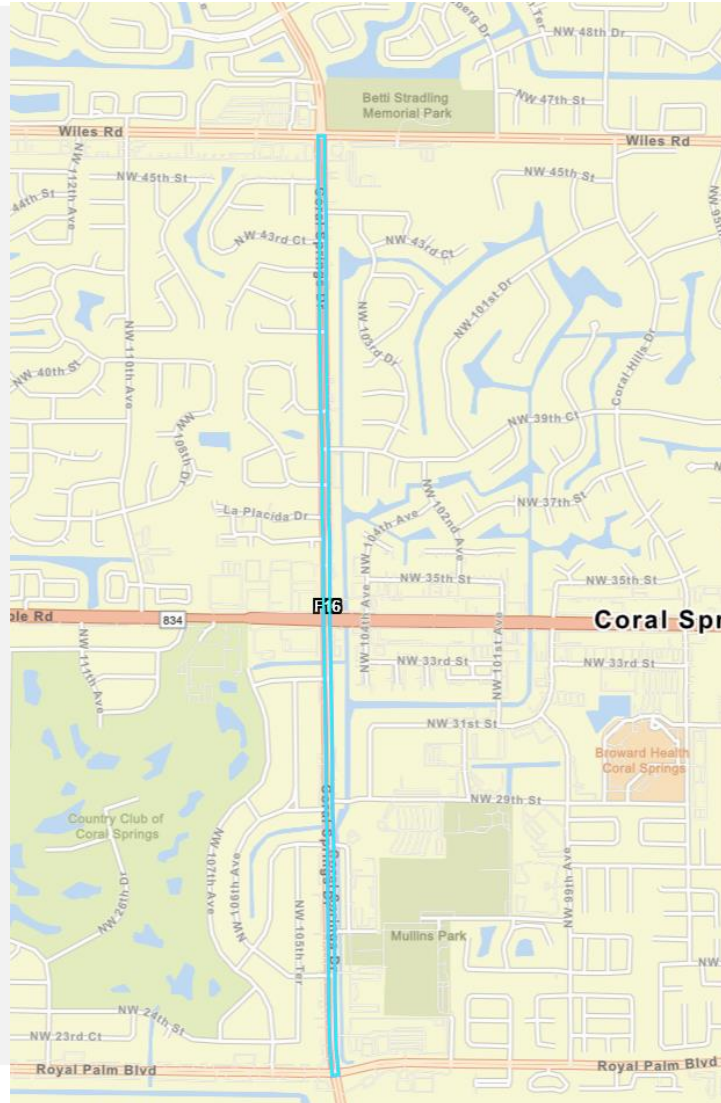 NW 48th Dr
Betti Stradling
Memorial Park
NW 47th St
Wiles Rd
Wiles Rd
NW 112th Ave
NW 45th St
NW 45th St
44th St
Coral Springs Dr
NW 43rd Ct
NW 43rd Ct
NW 101st Dr
NW 103rd Dr
NW 110th Ave
Coral Hills Dr
NW 40th St
NW 39th Ct
NW 108th Dr
NW 102nd Ave
NW 37th St
La Placida Dr
NW 104th Ave
NW 35th St
NW 35th St
834
Coral Spr
NW 104th Ave
NW 101st Ave
NW 111th Ave
NW 33rd St
NW 33rd St
NW 31st St
Broward Health
Coral Springs
NW 29th St
Country Club of
Coral Springs
Coral Springs Dr
NW 107th Ave
NW 106th Ave
NW 99th Ave
NW 26th Dr
NW 105th Ter
Mullins Park
NW
NW 24th St
NW 23rd Ct
Royal Palm Blvd
Royal Palm Blvd